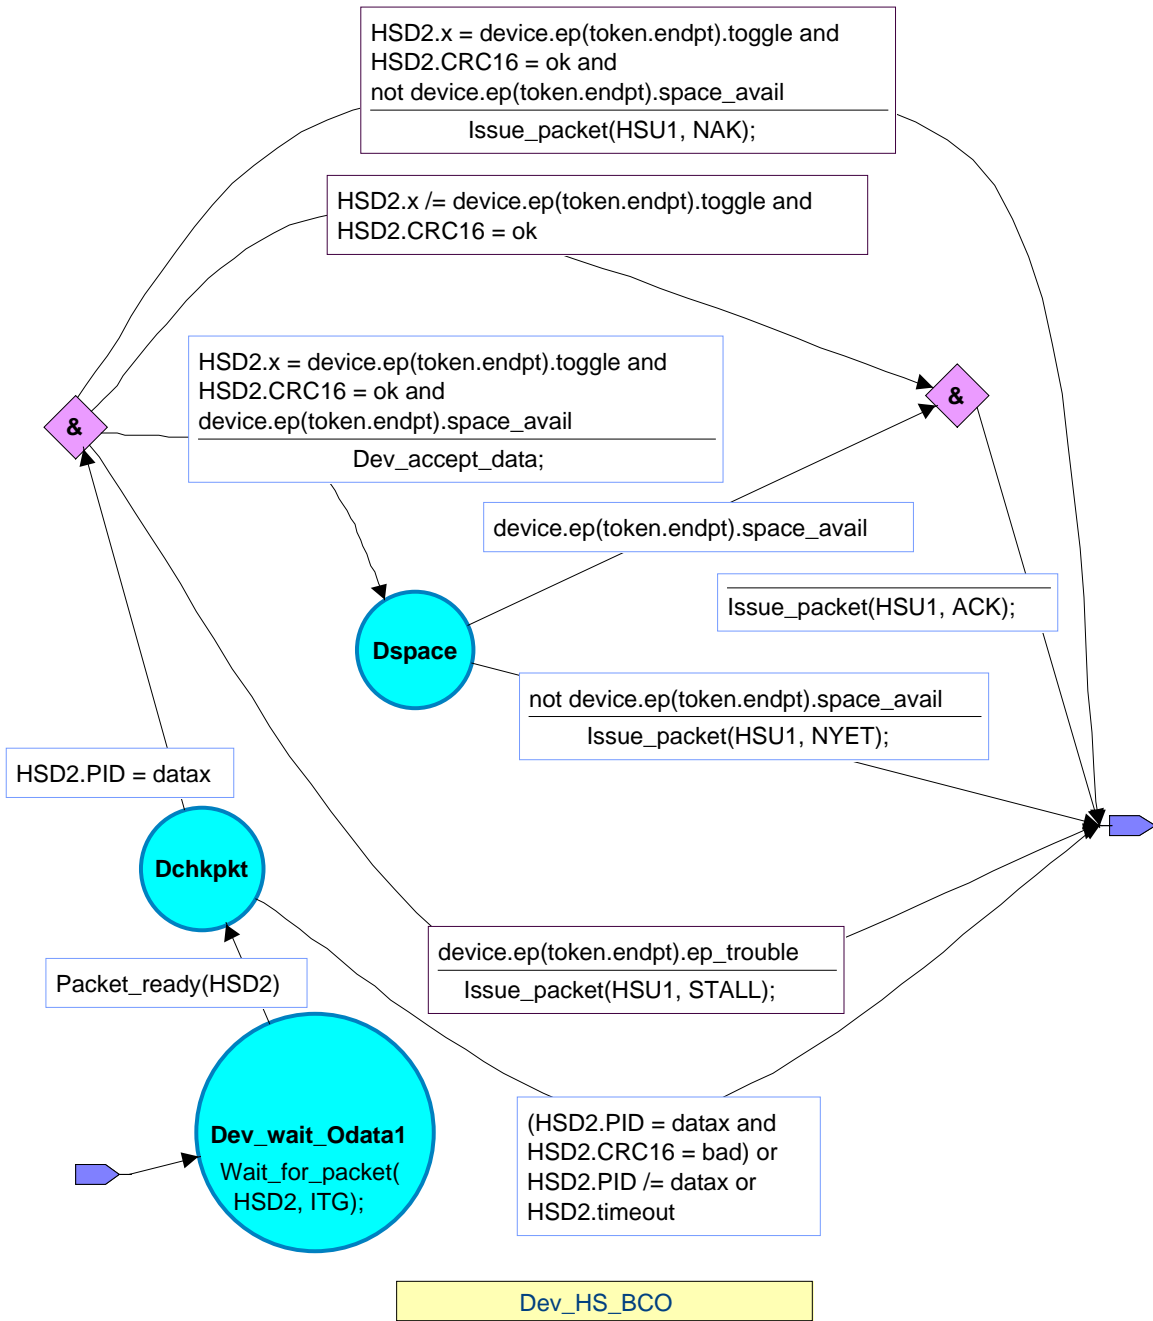 HSD2.x = device.ep(token.endpt).toggle and
HSD2.CRC16 = ok and
not device.ep(token.endpt).space_avail
Issue_packet(HSU1, NAK);
HSD2.x /= device.ep(token.endpt).toggle and
HSD2.CRC16 = ok
HSD2.x = device.ep(token.endpt).toggle and
HSD2.CRC16 = ok and
device.ep(token.endpt).space_avail
Dev_accept_data;
&
&
device.ep(token.endpt).space_avail
Issue_packet(HSU1, ACK);
Dspace
not device.ep(token.endpt).space_avail
Issue_packet(HSU1, NYET);
HSD2.PID = datax
Dchkpkt
device.ep(token.endpt).ep_trouble
Issue_packet(HSU1, STALL);
Packet_ready(HSD2)
Dev_wait_Odata1
Wait_for_packet(
HSD2, ITG);
(HSD2.PID = datax and
HSD2.CRC16 = bad) or
HSD2.PID /= datax or
HSD2.timeout
Dev_HS_BCO